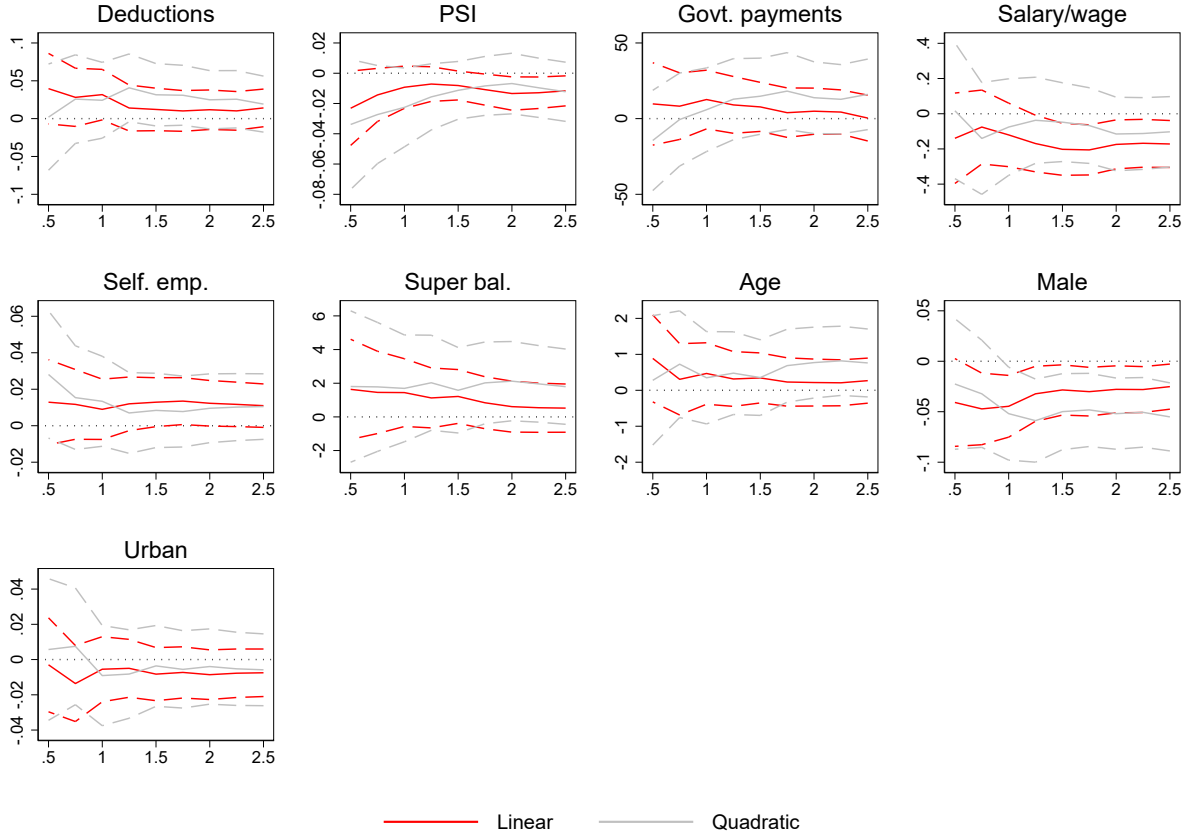 Deductions PSI Govt. payments Salary/wage
.1 .05 0 -.05 -.1
.5 1 1.5 2 2.5
.02 0 -.02 -.04 -.06 -.08
.5 1 1.5 2 2.5
50 0 -50
.5 1 1.5 2 2.5
.4 .2 0 -.2 -.4
.5 1 1.5 2 2.5
Self. emp. Super bal. Age Male
.06 .04 .02 0 -.02
.5 1 1.5 2 2.5
6 4 2 0 -2
.5 1 1.5 2 2.5
2 1 0 -1 -2
.5 1 1.5 2 2.5
.05 0 -.05 -.1
.5 1 1.5 2 2.5
Urban
.04 .02 0 -.02 -.04
.5 1 1.5 2 2.5
Linear Quadratic